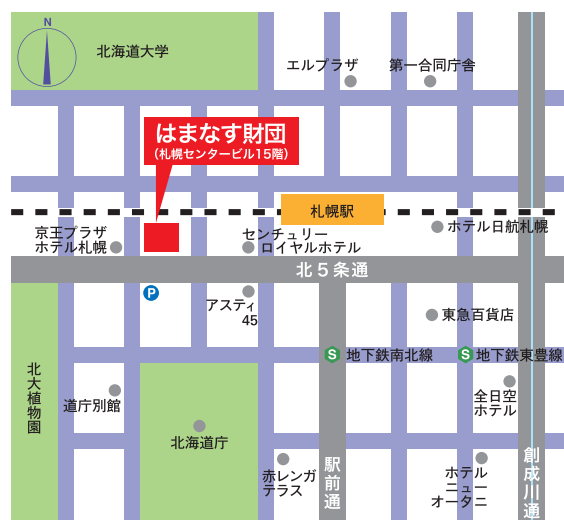 N
北海道大学
エルプラザ
第一合同庁舎
はまなす財団
（札幌センタービル15階）
札幌駅
京王プラザ
ホテル札幌
センチュリー
ロイヤルホテル
ホテル日航札幌
北5条通
P
アスティ
45
東急百貨店
S 地下鉄南北線
S 地下鉄東豊線
北大植物園
道庁別館
全日空
ホテル
北海道庁
赤レンガ
テラス
駅前通
ホテル
ニュー
オータニ
創成川通